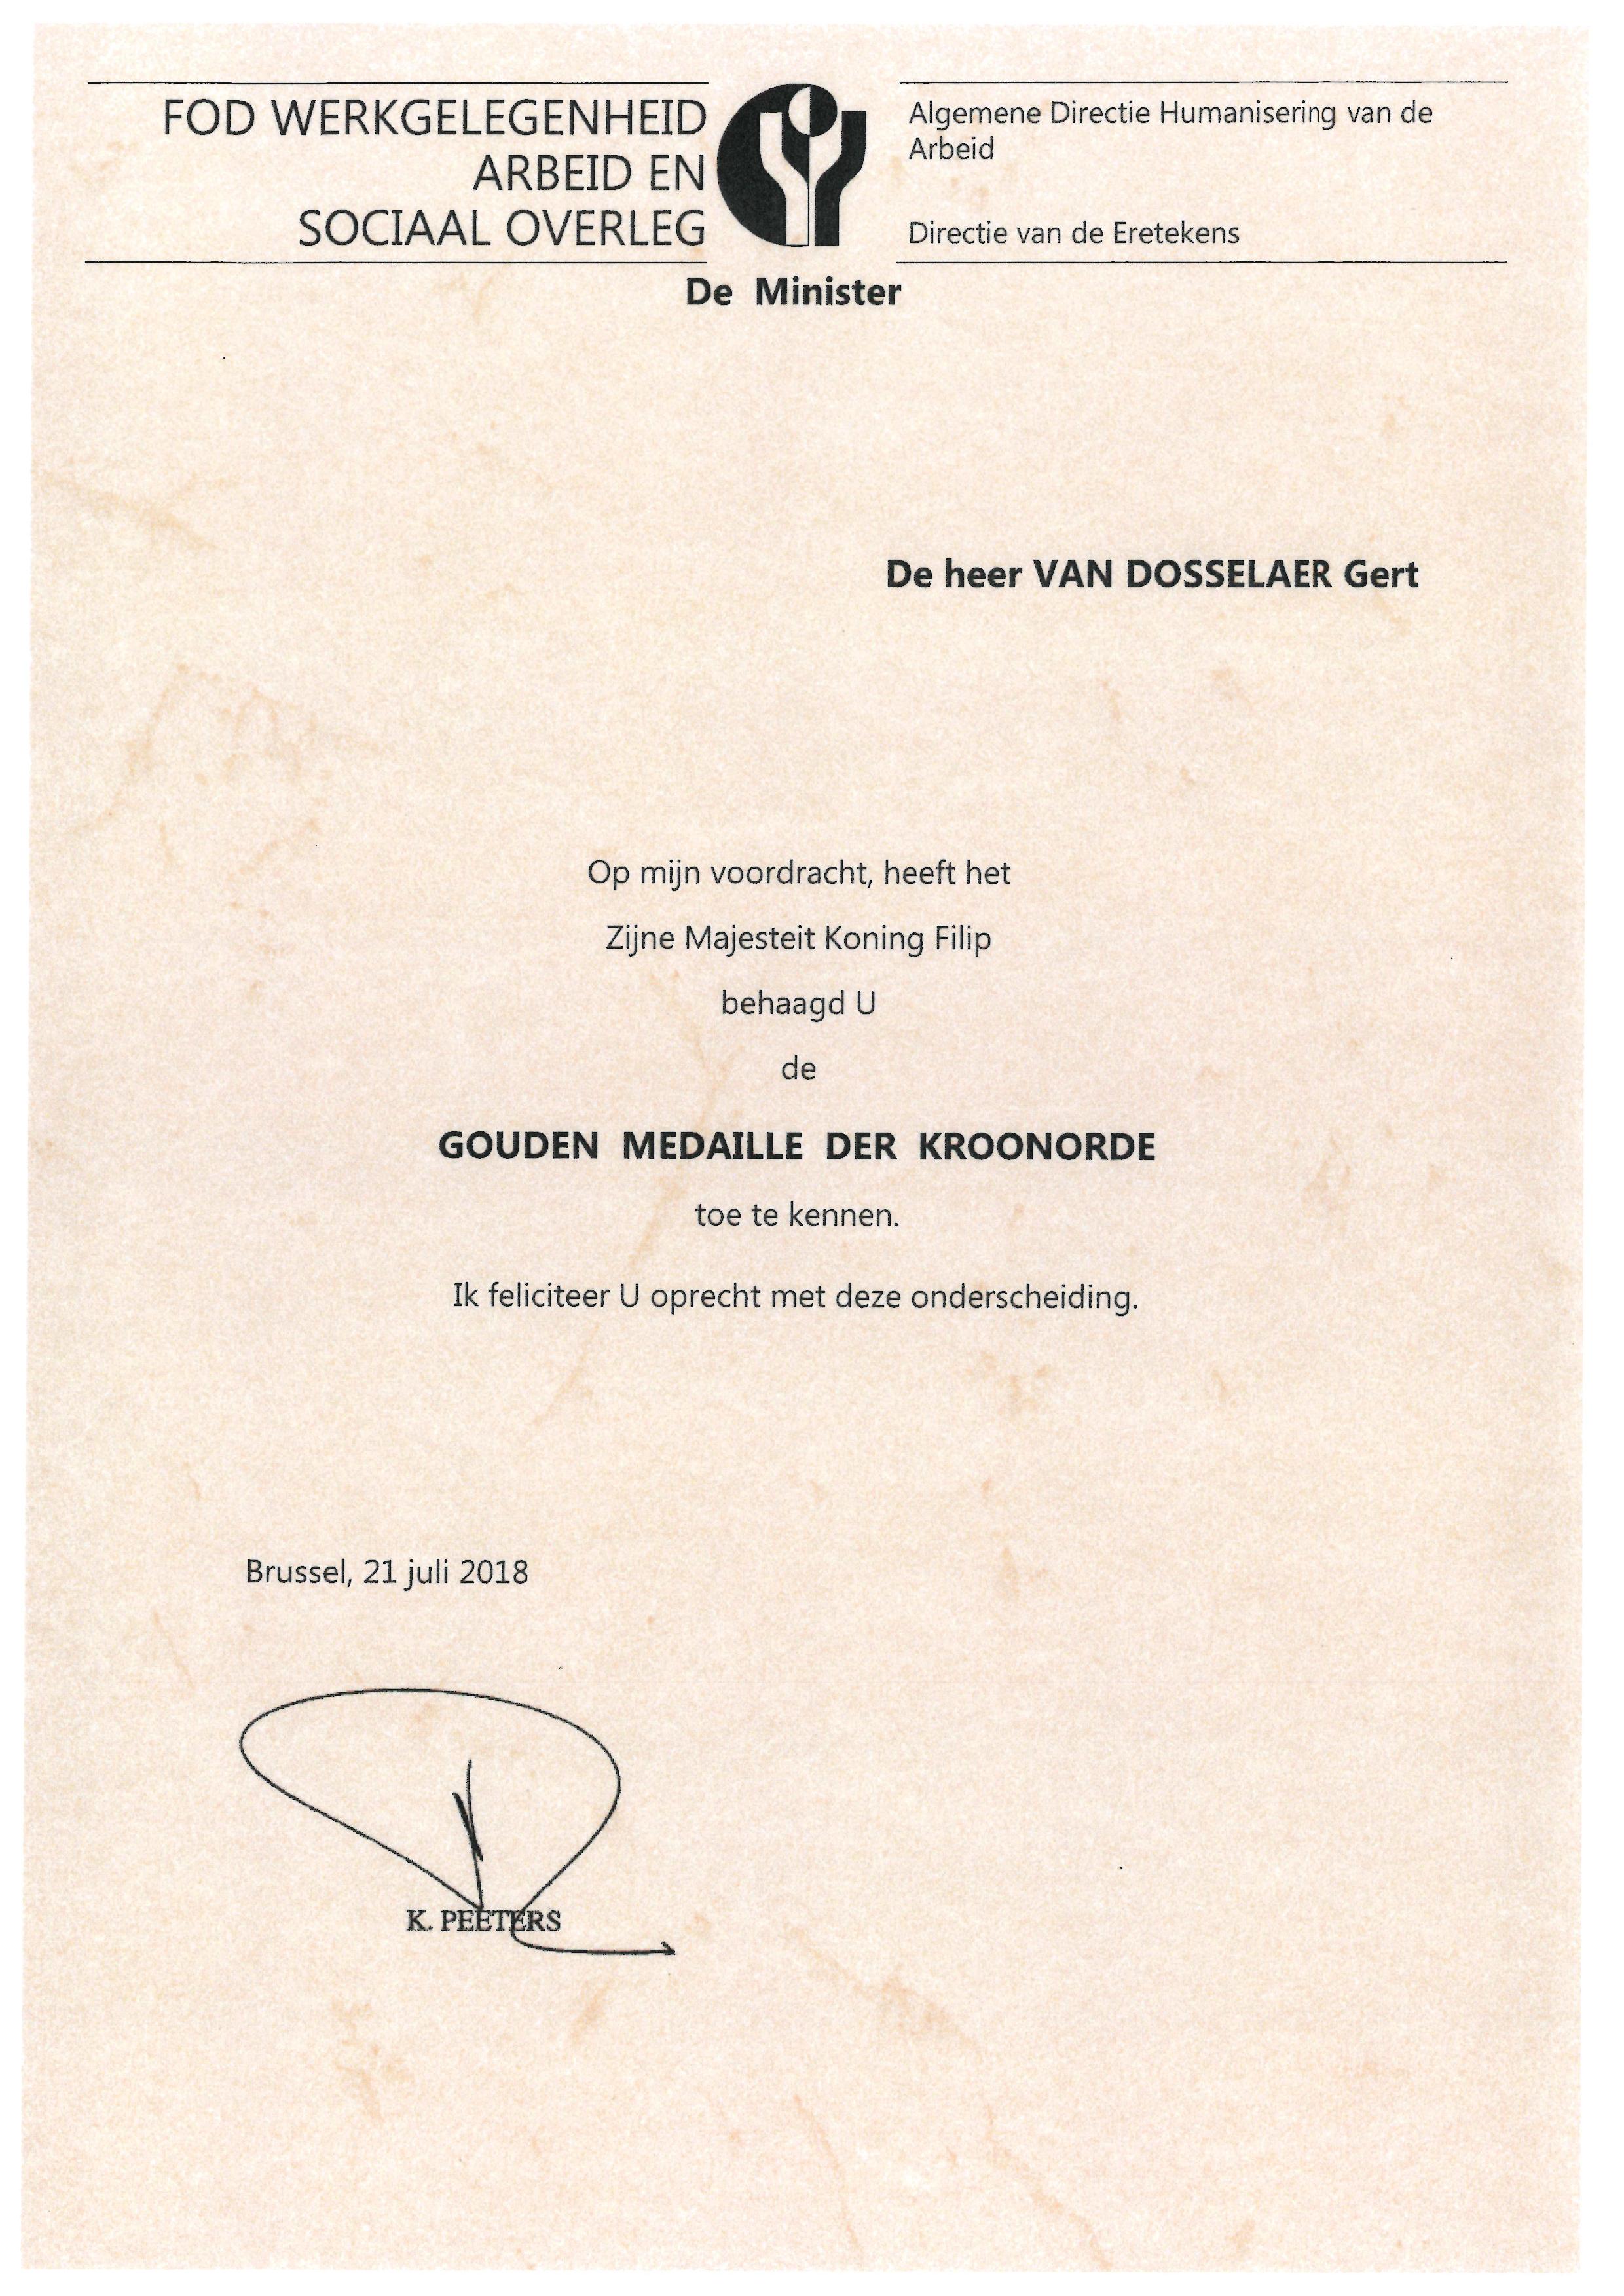 FOD WERKGELEGENHEID
ARBEID EN
SOCIAAL OVERLEG
Algemene Directie Humanisering van de
Arbeid
Directie van de Eretekens
De Minister
De heer VAN DOSSELAER Gert
Op mijn voordracht, heeft het
Zijne Majesteit Koning Filip
behaagd U
de
GOUDEN MEDAILLE DER KROONORDE
toe te kennen.
Ik feliciteer U oprecht met deze onderscheiding.
Brussel, 21 juli 2018
K. PEETERS